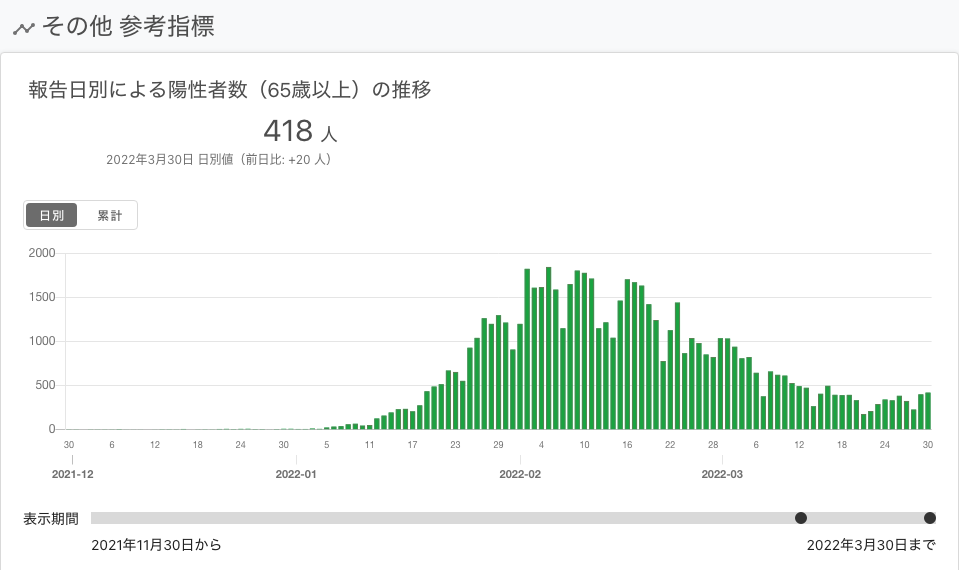 その他 参考指標
報告日別による陽性者数（65歳以上）の推移
418 人
2022年3月30日 日別値（前日比: +20 人）
日別 累計
2000
1500
1000
500
0
30 6 12 18 24 30 5 11 17 23 29 4 10 16 22 28 6 12 18 24 30
2021-12 2022-01 2022-02 2022-03
表示期間
2021年11月30日から 2022年3月30日まで